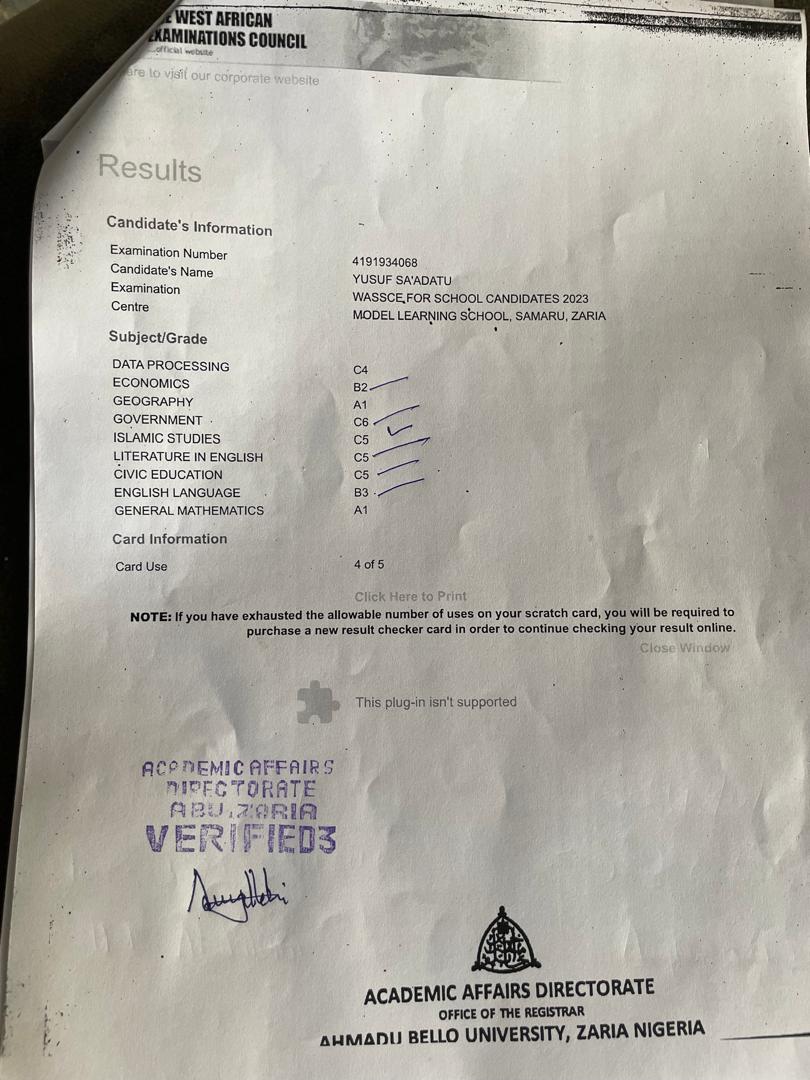 WEST AFRICAN
EXAMINATIONS COUNCIL
...official website
to visit our corporate website
Results
Candidate's Information
Examination Number 4191934068
Candidate's Name YUSUF SA'ADATU
Examination WASSCE FOR SCHOOL CANDIDATES 2023
Centre MODEL LEARNING SCHOOL, SAMARU, ZARIA
Subject/Grade
DATA PROCESSING C4
ECONOMICS B2
GEOGRAPHY A1
GOVERNMENT C6
ISLAMIC STUDIES C5
LITERATURE IN ENGLISH C5
CIVIC EDUCATION C5
ENGLISH LANGUAGE B3
GENERAL MATHEMATICS A1
Card Information
Card Use 4 of 5
Click Here to Print
NOTE: If you have exhausted the allowable number of uses on your scratch card, you will be required to
purchase a new result checker card in order to continue checking your result online.
Close Window
This plug-in isn't supported
ACADEMIC AFFAIRS
DIRECTORATE
ABU, ZARIA
VERIFIED3
ACADEMIC AFFAIRS DIRECTORATE
OFFICE OF THE REGISTRAR
AHMADU BELLO UNIVERSITY, ZARIA NIGERIA